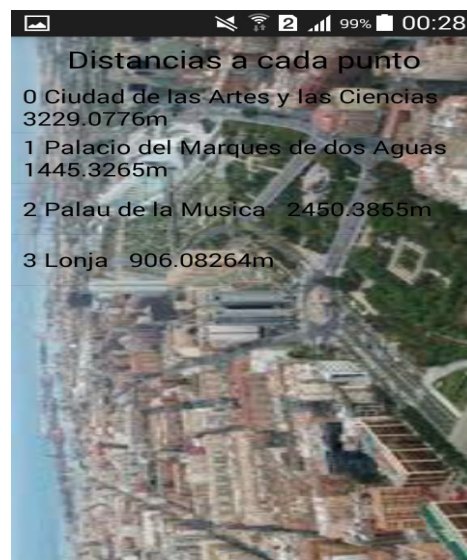 2 99% 00:28
Distancias a cada punto
0 Ciudad de las Artes y las Ciencias
3229.0776m
1 Palacio del Marques de dos Aguas
1445.3265m
2 Palau de la Musica 2450.3855m
3 Lonja 906.08264m